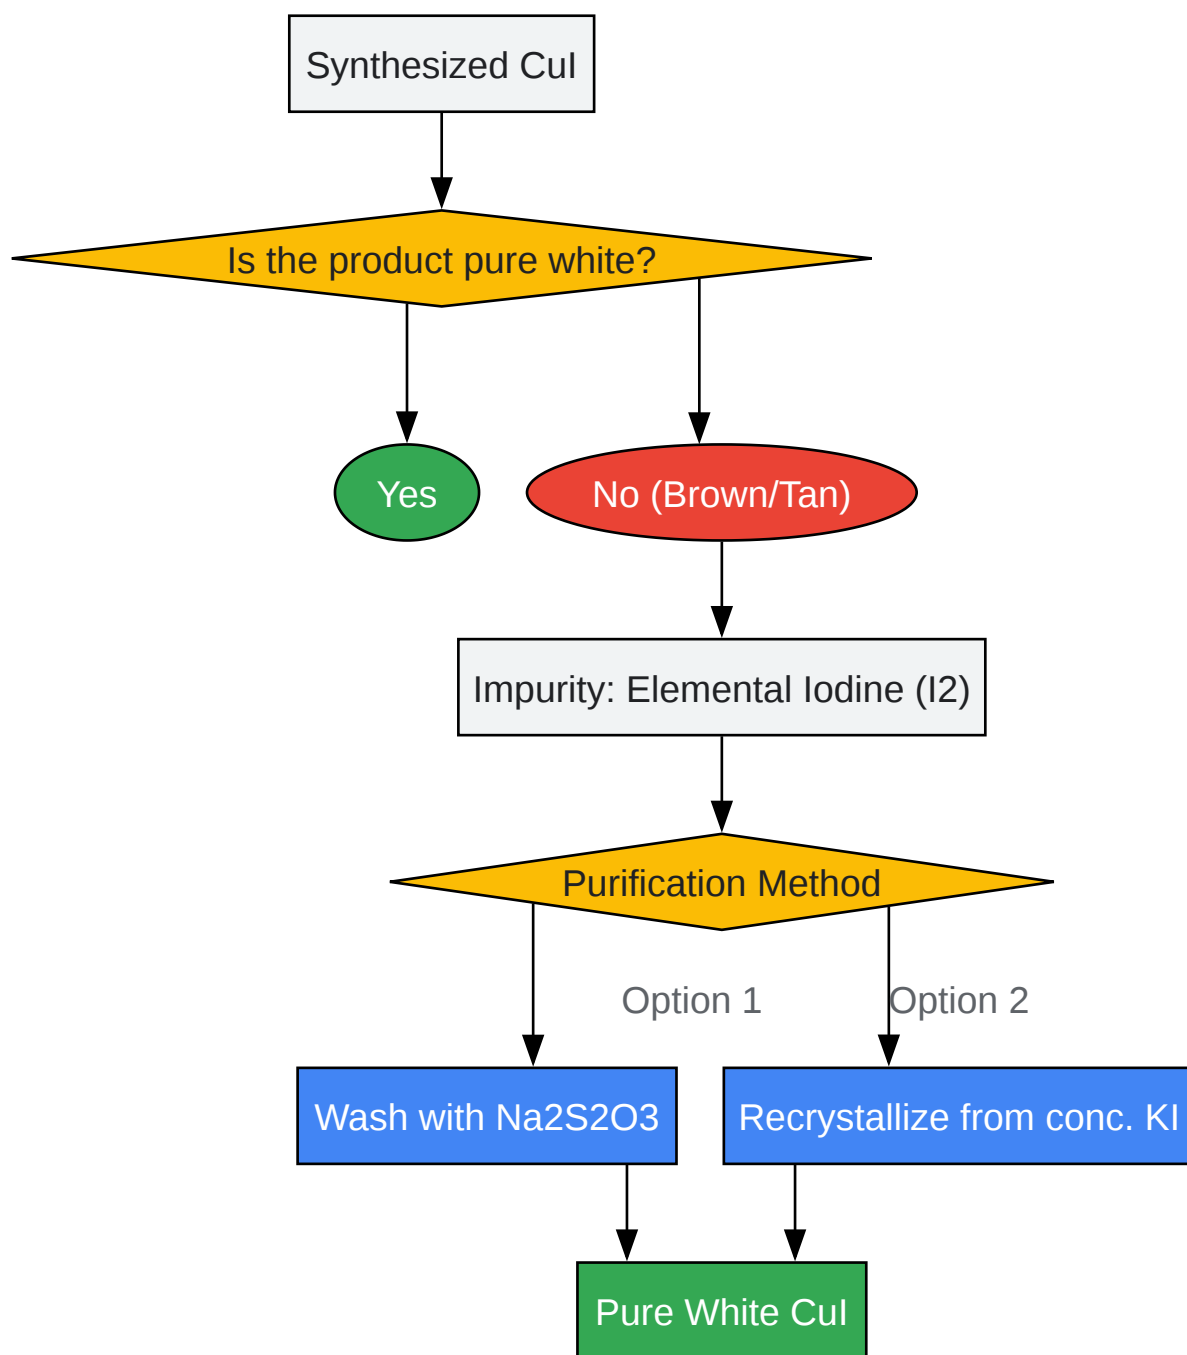 Synthesized CuI
Is the product pure white?
Yes
No (Brown/Tan)
Impurity: Elemental Iodine (I2)
Purification Method
Option 1
Option 2
Wash with Na2S2O3
Recrystallize from conc. KI
Pure White CuI